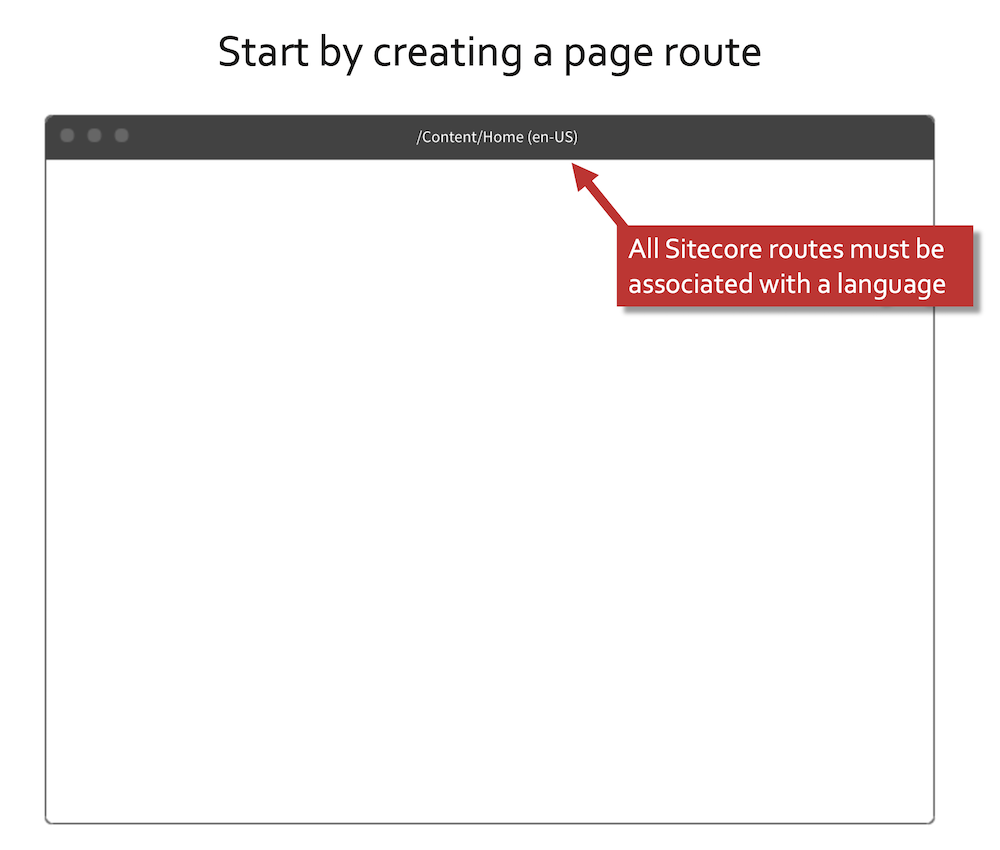 Start by creating a page route
/Content/Home (en-US)
All Sitecore routes must be
associated with a language